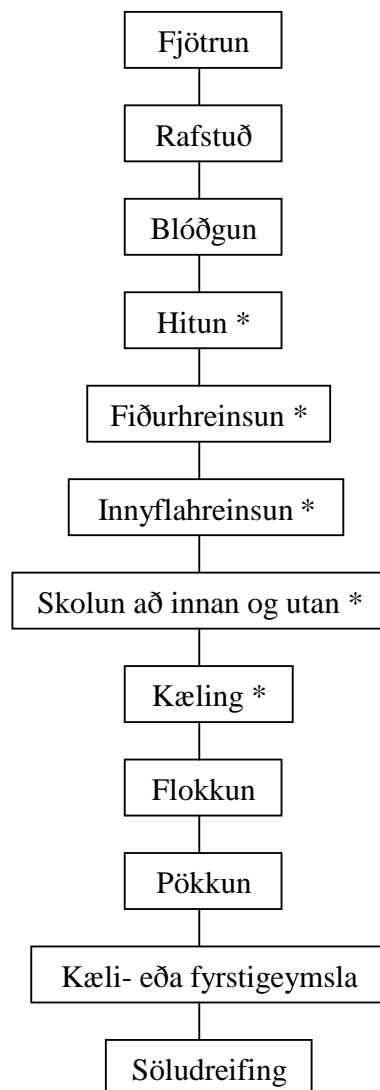 Fjötrun
Rafstuð
Blóðgun
Hitun *
Fiðurhreinsun *
Innyflahreinsun *
Skolun að innan og utan *
Kæling *
Flokkun
Pökkun
Kæli- eða fyrstigeymsla
Söludreifing